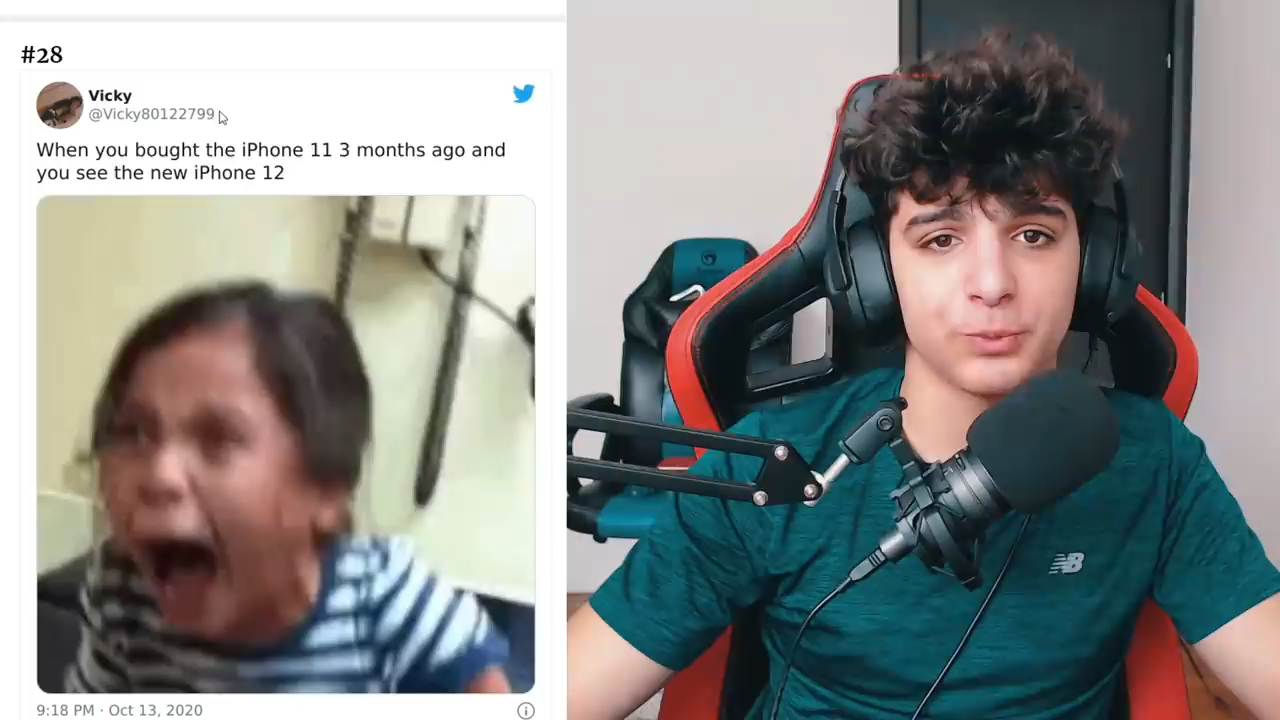 #28
Vicky
@Vicky80122799
When you bought the iPhone 11 3 months ago and
you see the new iPhone 12
9:18 PM · Oct 13, 2020